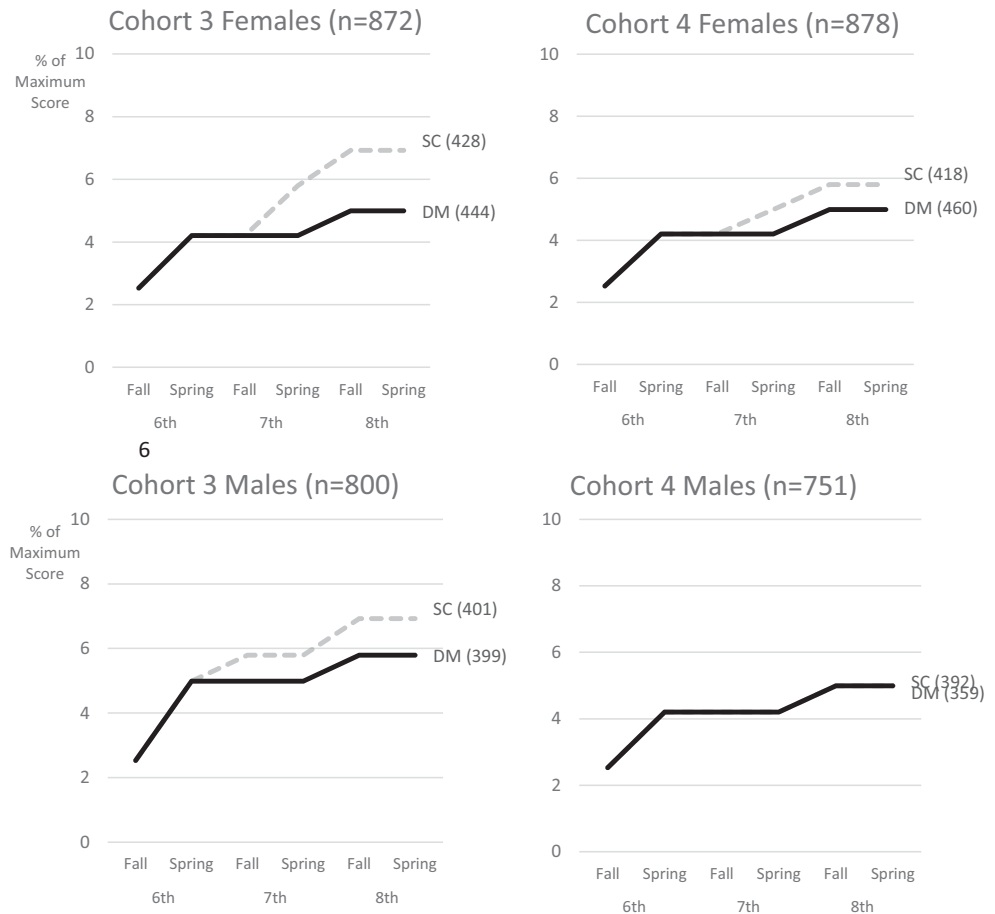 Cohort 3 Females (n=872)
% of
Maximum
Score
10
8
6
4
2
0
SC (428)
DM (444)
Fall Spring Fall Spring Fall Spring
6th 7th 8th
Cohort 4 Females (n=878)
10
8
6
4
2
0
SC (418)
DM (460)
Fall Spring Fall Spring Fall Spring
6th 7th 8th
6
Cohort 3 Males (n=800)
% of
Maximum
Score
10
8
6
4
2
0
SC (401)
DM (399)
Fall Spring Fall Spring Fall Spring
6th 7th 8th
Cohort 4 Males (n=751)
10
8
6
4
2
0
SC (392)
DM (359)
Fall Spring Fall Spring Fall Spring
6th 7th 8th